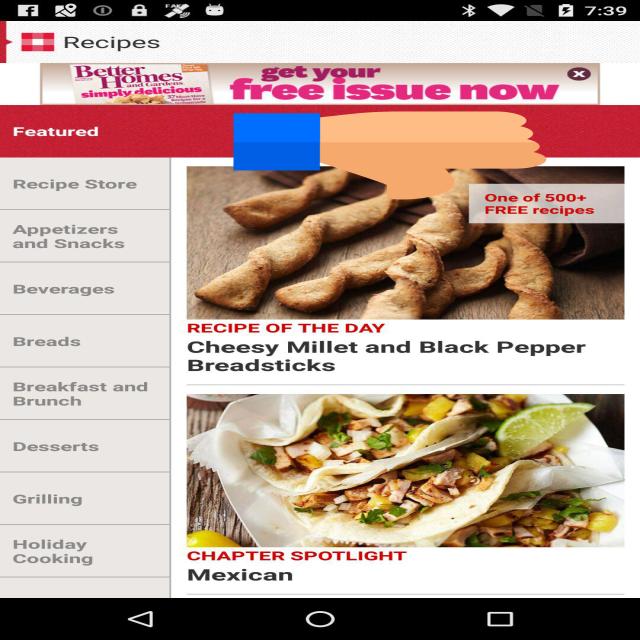 7:39
Recipes
Better
Homes
and Gardens
simply delicious
get your
free issue now
Featured
Recipe Store
Appetizers
and Snacks
Beverages
Breads
Breakfast and
Brunch
Desserts
Grilling
Holiday
Cooking
One of 500+
FREE recipes
RECIPE OF THE DAY
Cheesy Millet and Black Pepper
Breadsticks
CHAPTER SPOTLIGHT
Mexican